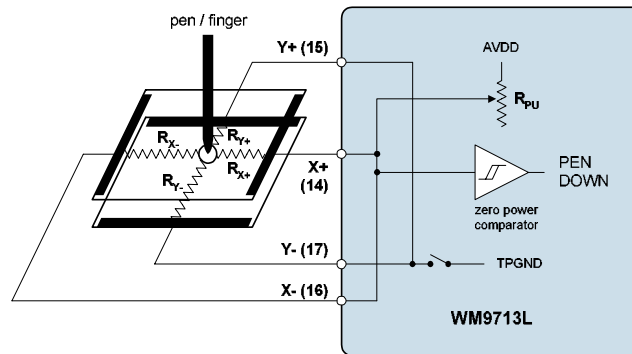 pen / finger
Y+ (15)
AVDD
RPU
RX-
RY+
RY-
RX+
X+
(14)
PEN
DOWN
zero power
comparator
Y- (17)
TPGND
X- (16)
WM9713L